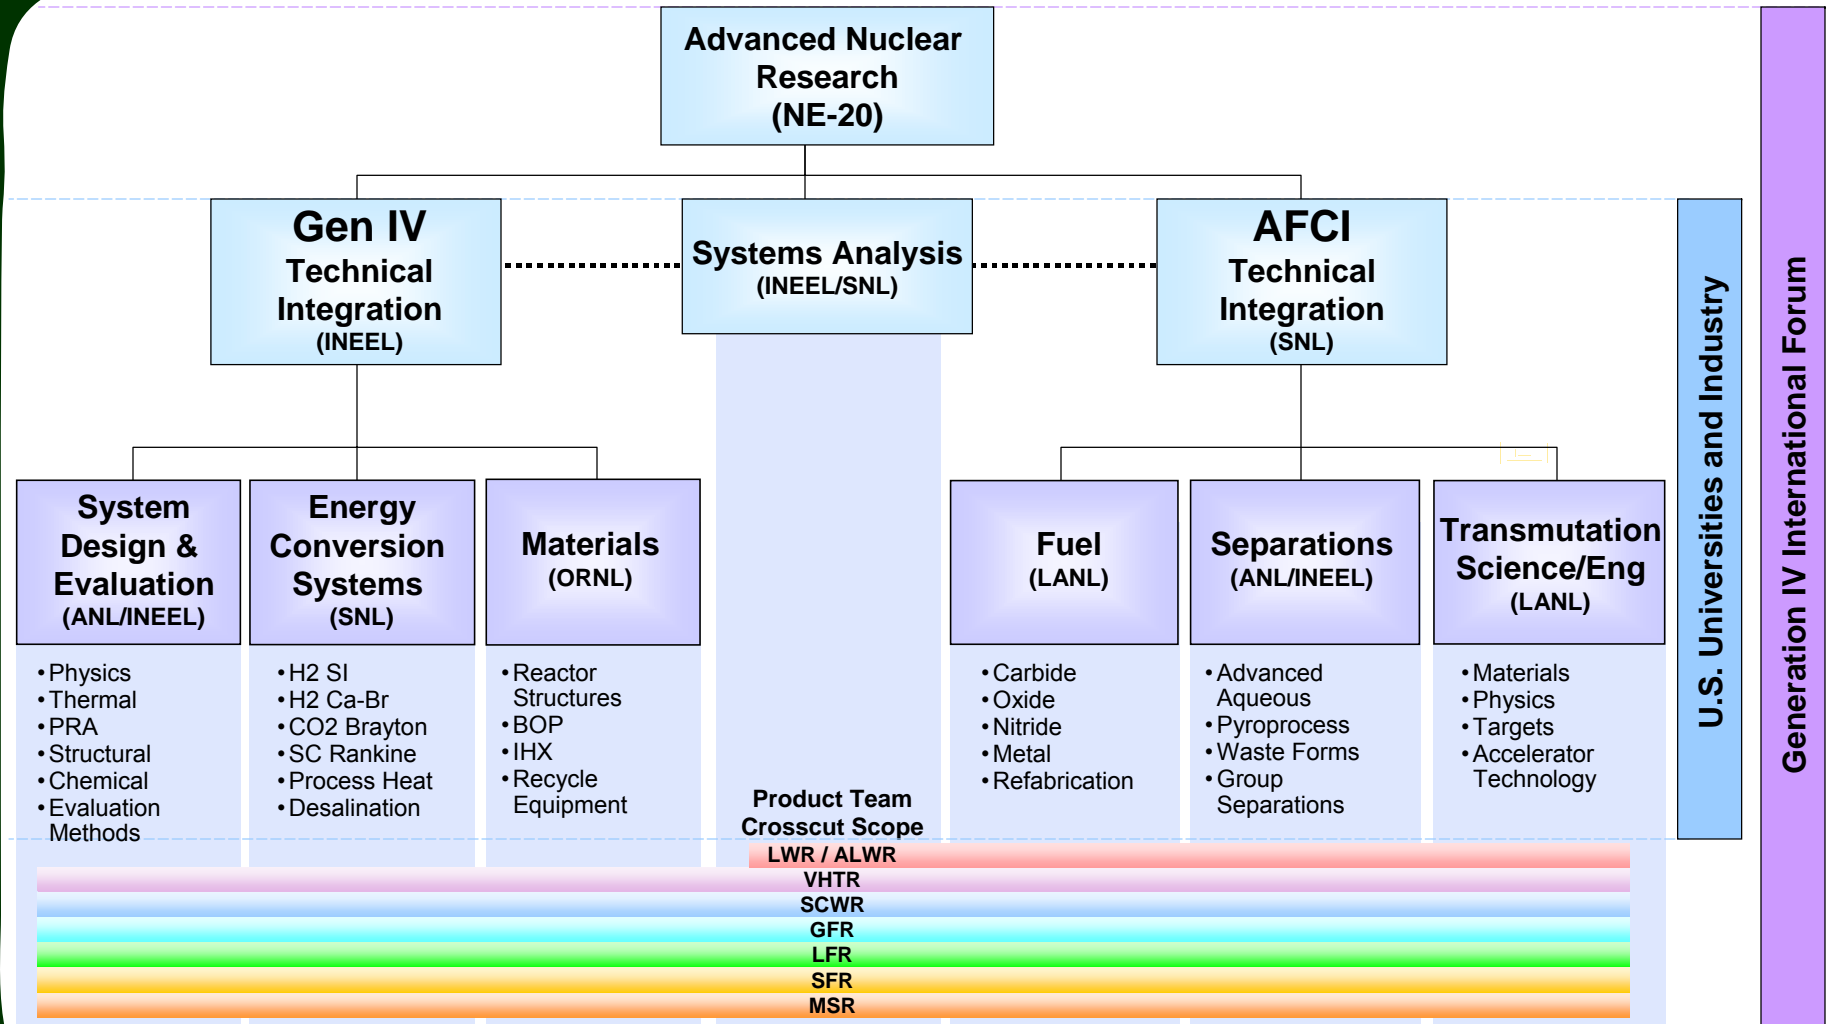 Advanced Nuclear
Research
(NE-20)
Gen IV
Technical
Integration
(INEEL)
Systems Analysis
(INEEL/SNL)
AFCI
Technical
Integration
(SNL)
System
Design &
Evaluation
(ANL/INEEL)
Energy
Conversion
Systems
(SNL)
Materials
(ORNL)
Fuel
(LANL)
Separations
(ANL/INEEL)
Transmutation
Science/Eng
(LANL)
• Physics
• Thermal
• PRA
• Structural
• Chemical
• Evaluation
Methods
• H2 SI
• H2 Ca-Br
• CO2 Brayton
• SC Rankine
• Process Heat
• Desalination
• Reactor
Structures
• BOP
• IHX
• Recycle
Equipment
• Carbide
• Oxide
• Nitride
• Metal
• Refabrication
• Advanced
Aqueous
• Pyroprocess
• Waste Forms
• Group
Separations
• Materials
• Physics
• Targets
• Accelerator
Technology
Product Team
Crosscut Scope
LWR / ALWR
VHTR
SCWR
GFR
LFR
SFR
MSR
U.S. Universities and Industry
Generation IV International Forum